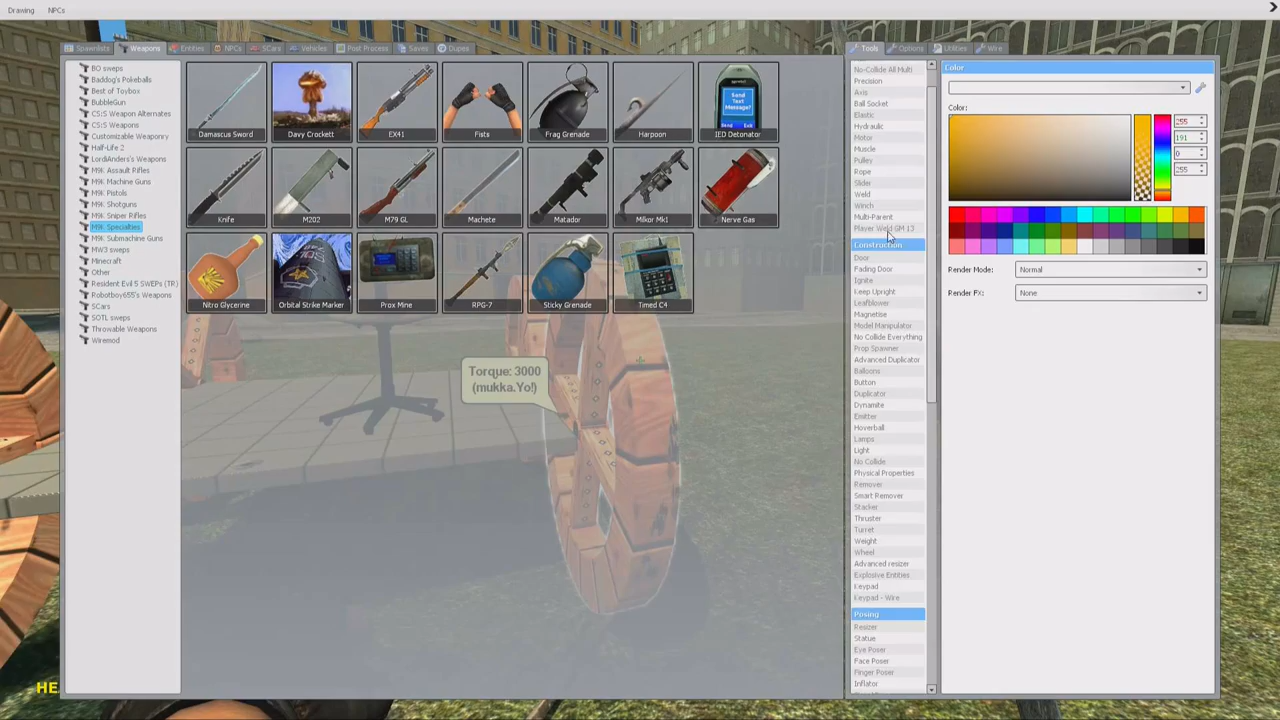 Drawing NPCs
Spawnlists Weapons Entities NPCs SCars Vehicles Post Process Saves Dupes
Tools Options Utilities Wire
BO sweps
Baddog's Pokeballs
Best of Toybox
BubbleGun
CS:S Weapon Alternates
CS:S Weapons
Customizable Weaponry
Half-Life 2
LordiAnders's Weapons
M9K Assault Rifles
M9K Machine Guns
M9K Pistols
M9K Shotguns
M9K Sniper Rifles
M9K Specialties
M9K Submachine Guns
MW3 sweps
Minecraft
Other
Resident Evil 5 SWEPs (TR)
Robotboy655's Weapons
SCars
SOTL sweps
Throwable Weapons
Wiremod
Send
Text
Message?
Damascus Sword Davy Crockett EX41 Fists Frag Grenade Harpoon IED Detonator
Knife M202 M79 GL Machete Matador Milkor Mk1 Nerve Gas
Nitro Glycerine Orbital Strike Marker Prox Mine RPG-7 Sticky Grenade Timed C4
Torque: 3000
(mukka.Yo!)
HE
No-Collide All Multi
Precision
Axis
Ball Socket
Elastic
Hydraulic
Motor
Muscle
Pulley
Rope
Slider
Weld
Winch
Multi-Parent
Player Weld GM 13
Construction
Door
Fading Door
Ignite
Keep Upright
Leafblower
Magnetise
Model Manipulator
No Collide Everything
Prop Spawner
Advanced Duplicator
Balloons
Button
Duplicator
Dynamite
Emitter
Hoverball
Lamps
Light
No Collide
Physical Properties
Remover
Smart Remover
Stacker
Thruster
Turret
Weight
Wheel
Advanced resizer
Explosive Entities
Keypad
Keypad - Wire
Posing
Resizer
Statue
Eye Poser
Face Poser
Finger Poser
Inflator
Color
Color:
255
191
0
255
Render Mode: Normal
Render FX: None